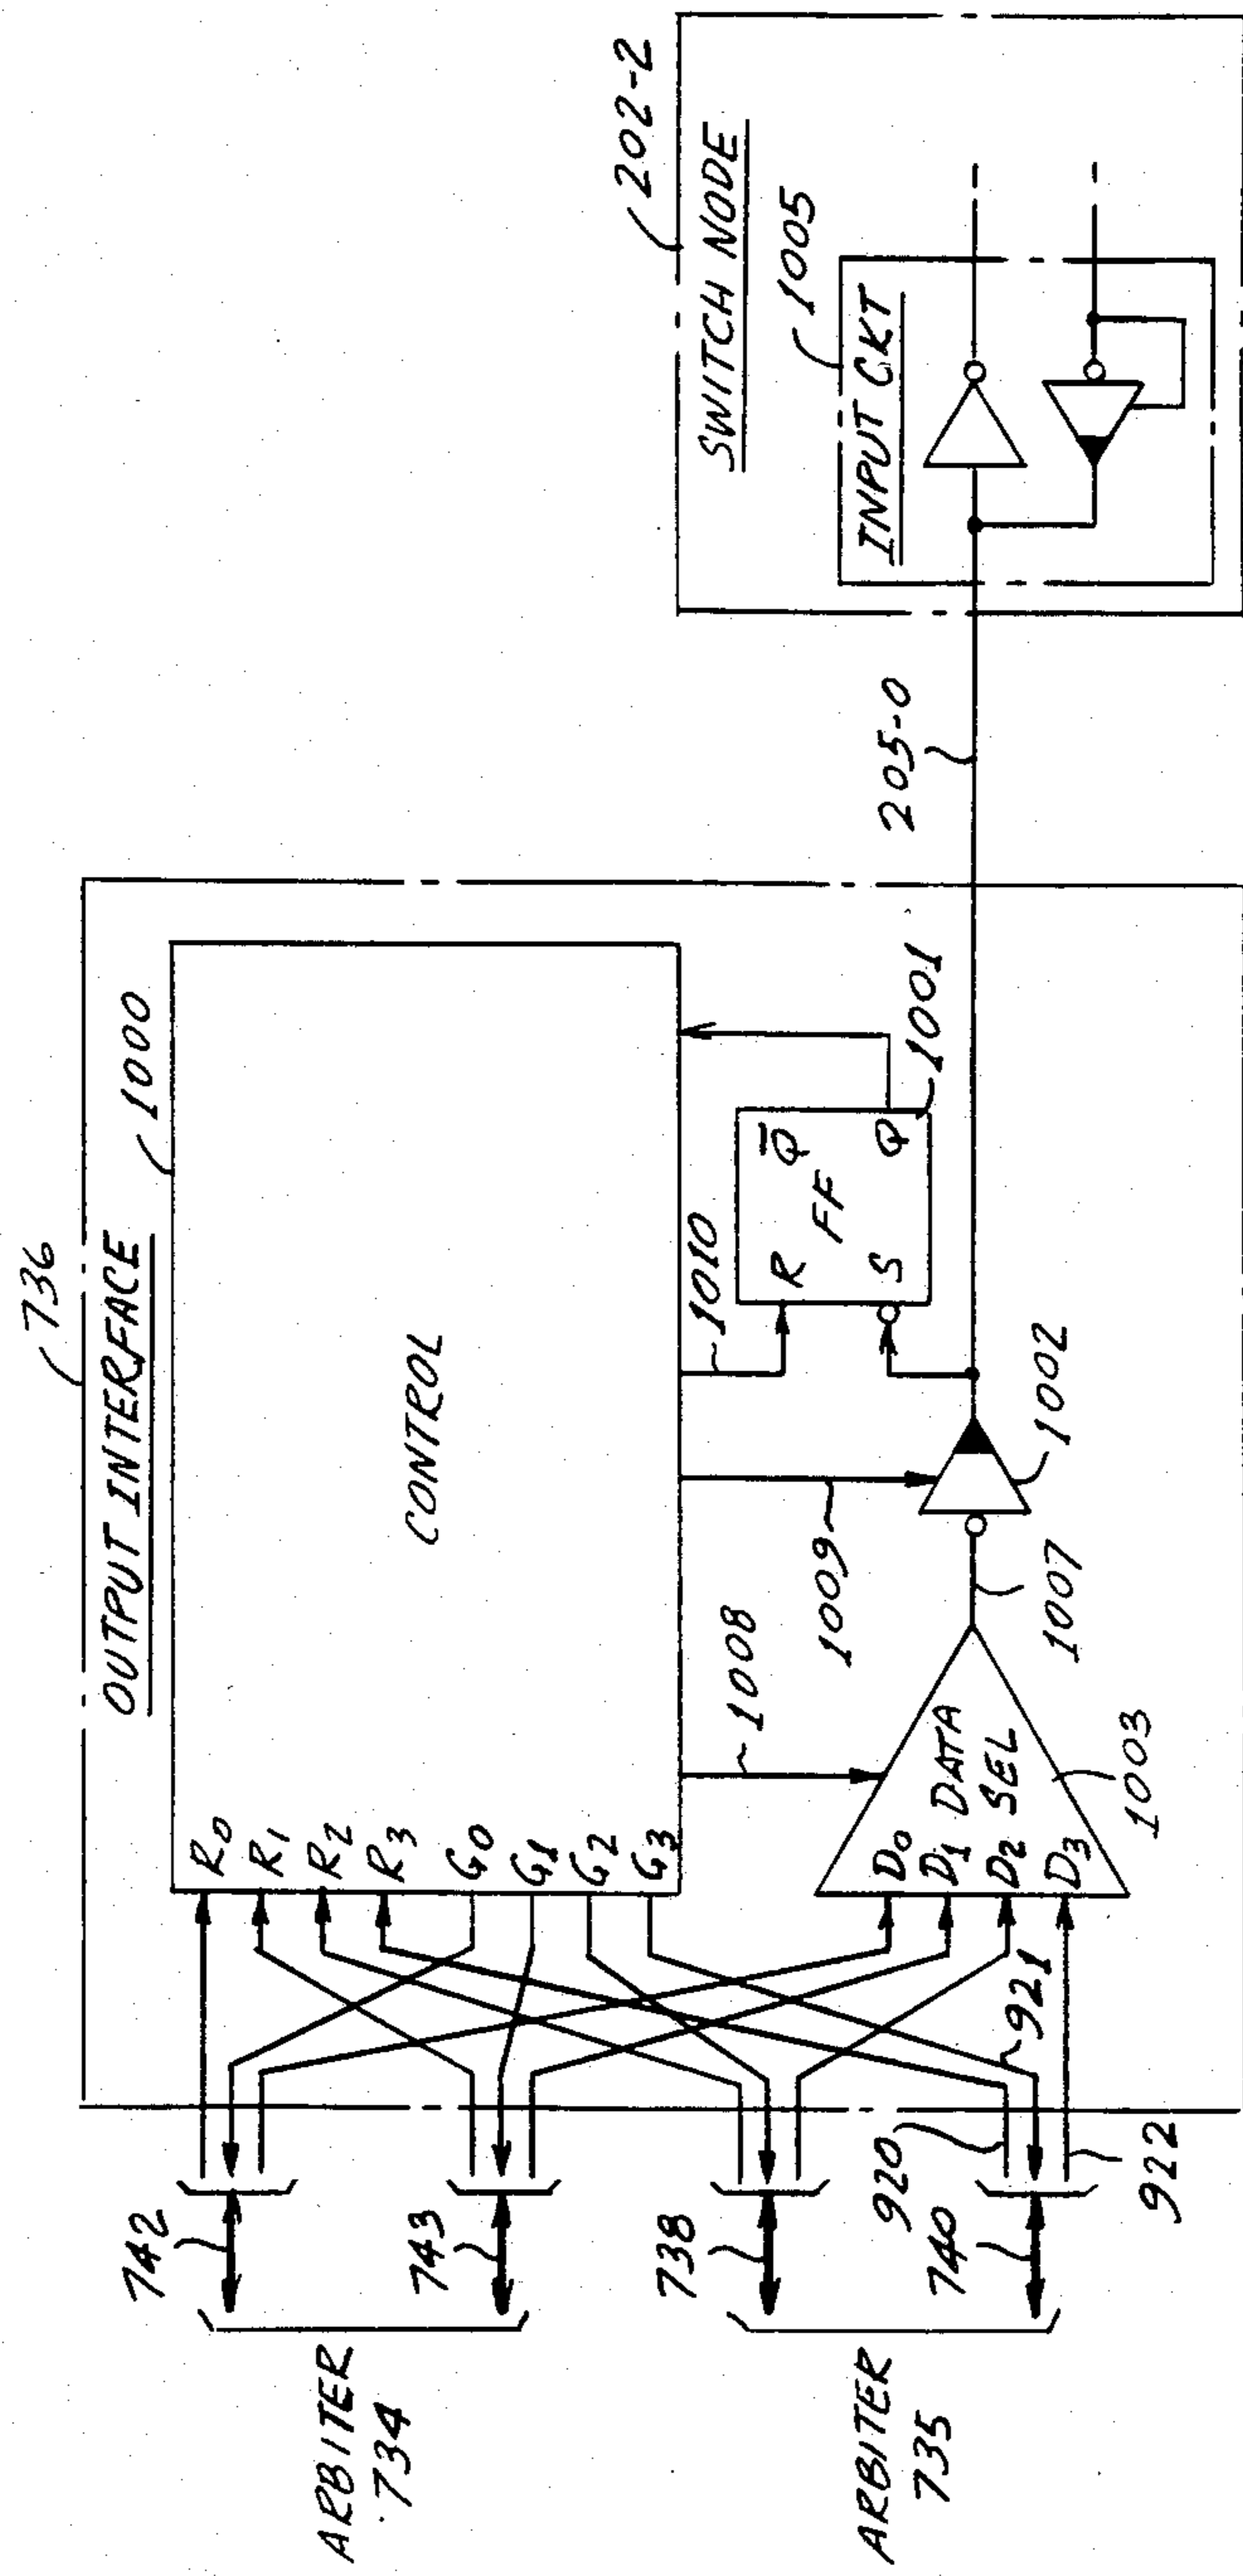 736
OUTPUT INTERFACE
1000
CONTROL
R0
R1
R2
R3
G0
G1
G2
G3
742
743
738
740
ARBITER
734
ARBITER
735
920
921
922
D0
D1
D2
D3
DATA
SEL
1003
1008
1009
1010
1007
1002
R
S
FF
Q̅
Q
1001
205-0
202-2
SWITCH NODE
1005
INPUT CKT